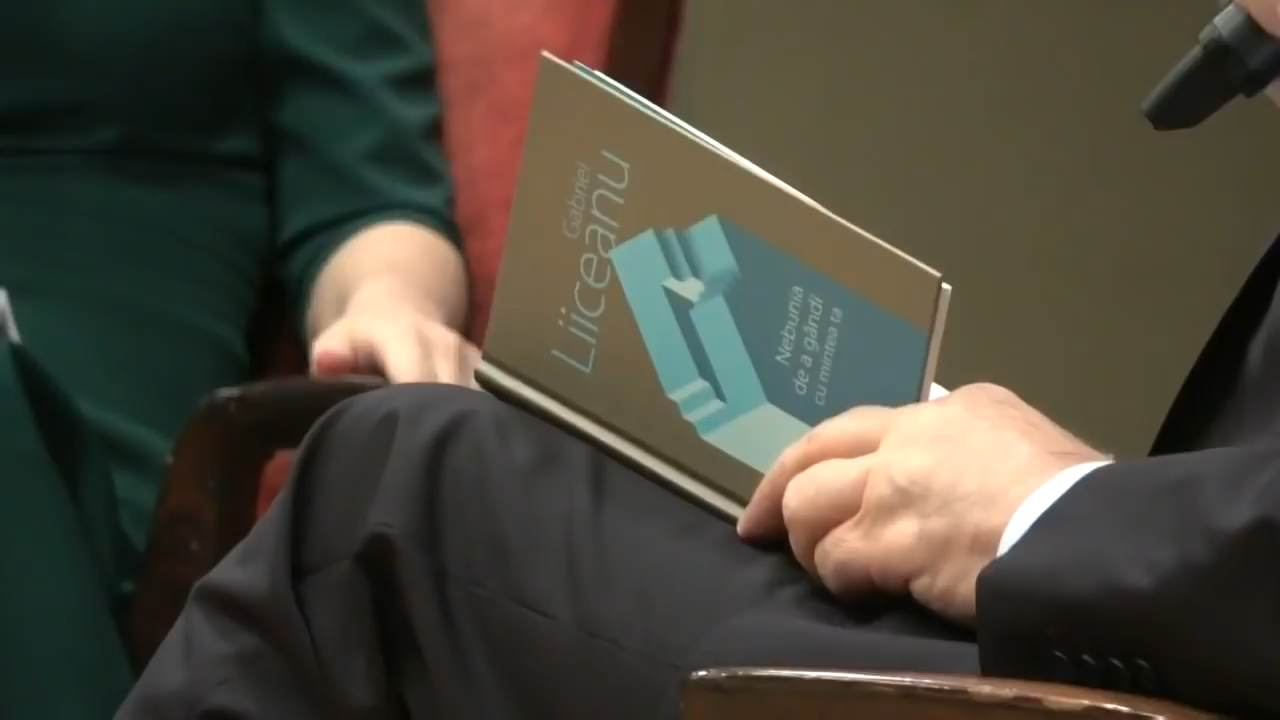 Gabriel
Liiceanu
Nebunia
de a gândi
cu mintea ta